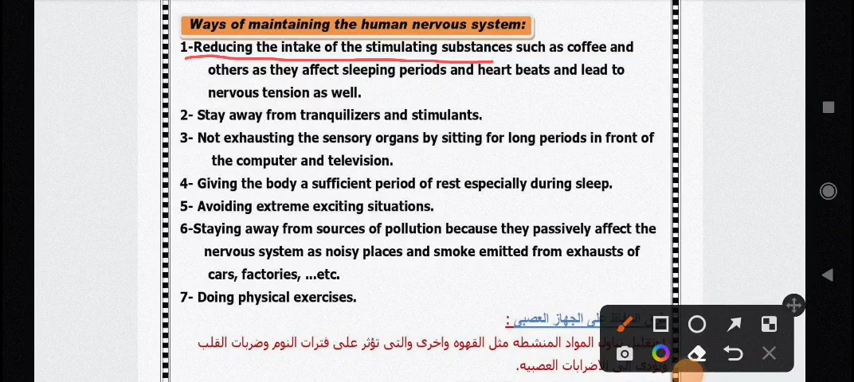 Ways of maintaining the human nervous system:
1-Reducing the intake of the stimulating substances such as coffee and
others as they affect sleeping periods and heart beats and lead to
nervous tension as well.
2- Stay away from tranquilizers and stimulants.
3- Not exhausting the sensory organs by sitting for long periods in front of
the computer and television.
4- Giving the body a sufficient period of rest especially during sleep.
5- Avoiding extreme exciting situations.
6-Staying away from sources of pollution because they passively affect the
nervous system as noisy places and smoke emitted from exhausts of
cars, factories, ...etc.
7- Doing physical exercises.
على الجهاز العصبى :
المواد المنشطه مثل القهوه واخرى والتى تؤثر على فترات النوم وضربات القلب
الاضرابات العصبيه.